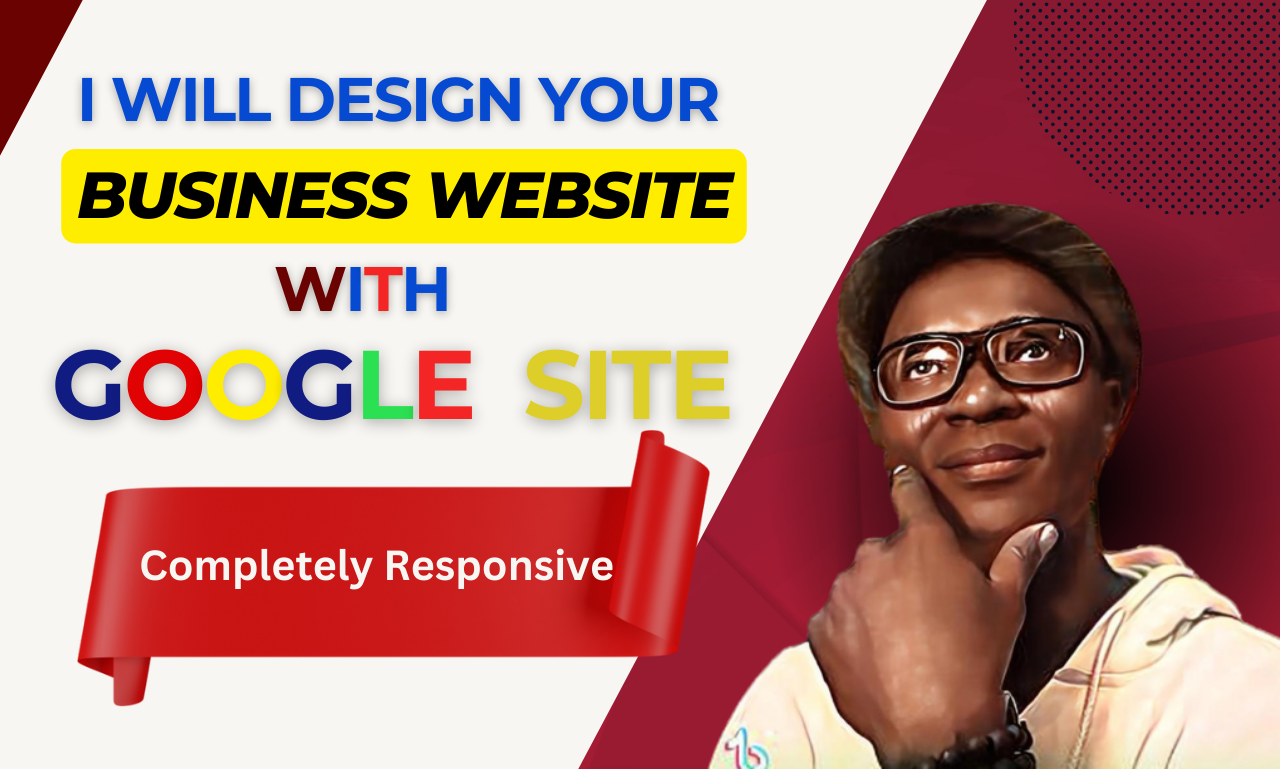 I WILL DESIGN YOUR
BUSINESS WEBSITE
WITH
GOOGLE SITE
Completely Responsive